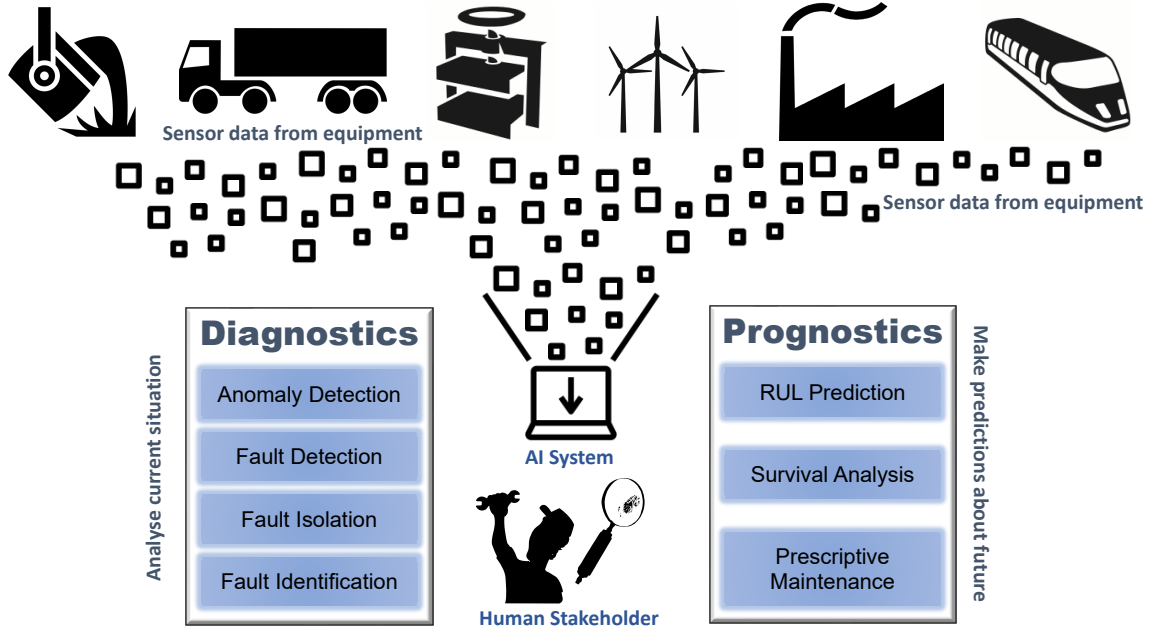 Sensor data from equipment
Sensor data from equipment
Diagnostics
Anomaly Detection
Fault Detection
Fault Isolation
Fault Identification
Analyse current situation
AI System
Human Stakeholder
Prognostics
RUL Prediction
Survival Analysis
Prescriptive
Maintenance
Make predictions about future